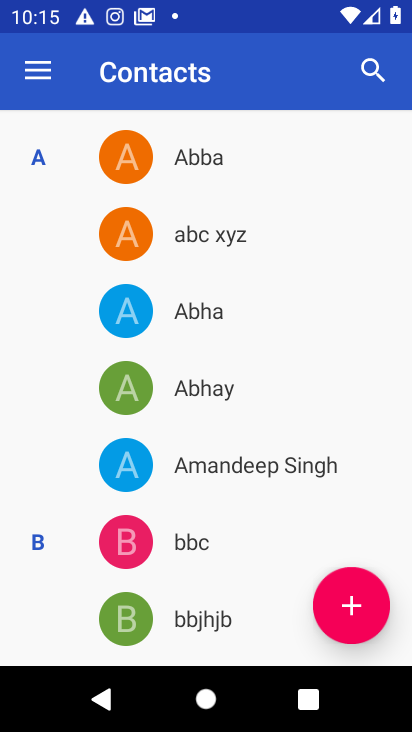 10:15
Contacts
A
A Abba
A abc xyz
A Abha
A Abhay
A Amandeep Singh
B
B bbc
B bbjhjb
+